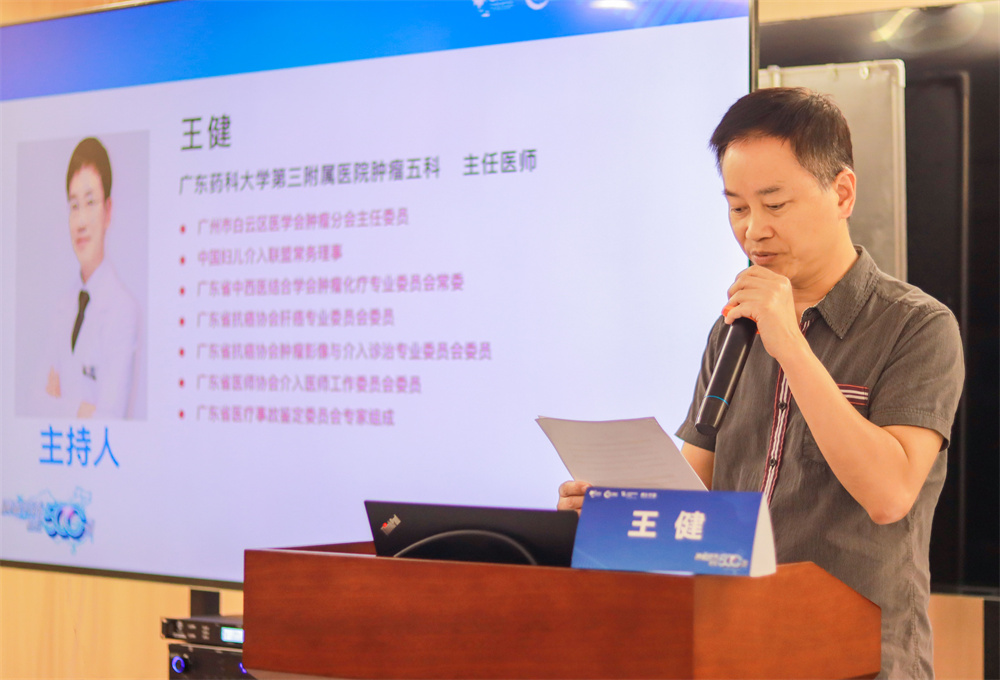 王健
广东药科大学第三附属医院肿瘤五科 主任医师
广州市白云区医学会肿瘤分会主任委员
中国妇儿介入联盟常务理事
广东省中西医结合学会肿瘤化疗专业委员会常委
广东省抗癌协会肝癌专业委员会委员
广东省抗癌协会肿瘤影像与介入诊治专业委员会委员
广东省医师协会介入医师工作委员会委员
广东省医疗事故鉴定委员会专家组成
主持人
500
ThinkPad
王 健
500